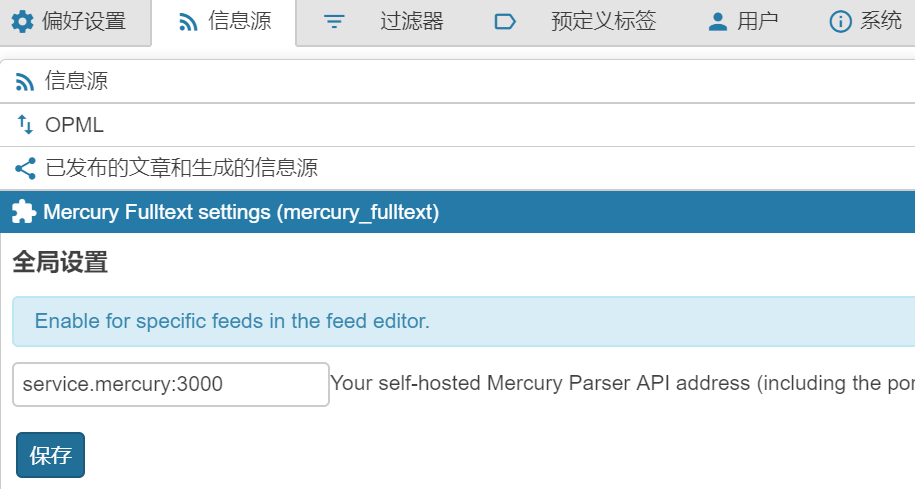 偏好设置 信息源 过滤器 预定义标签 用户 系统
信息源
OPML
已发布的文章和生成的信息源
Mercury Fulltext settings (mercury_fulltext)
全局设置
Enable for specific feeds in the feed editor.
service.mercury:3000 Your self-hosted Mercury Parser API address (including the por
保存